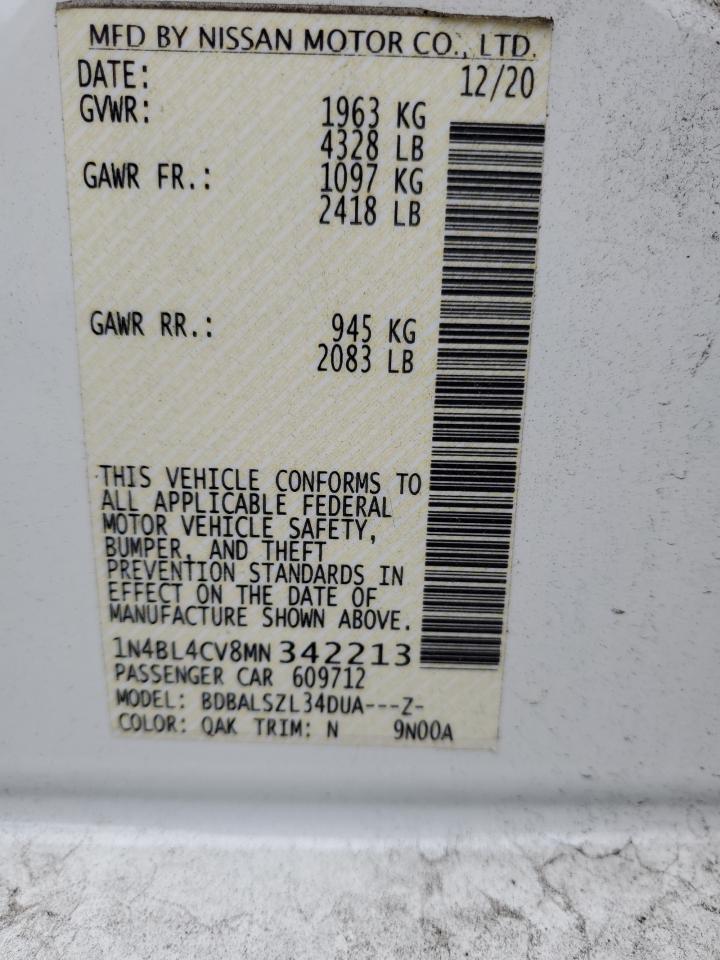 MFD BY NISSAN MOTOR CO., LTD.
DATE: 12/20
GVWR: 1963 KG
4328 LB
GAWR FR.: 1097 KG
2418 LB
GAWR RR.: 945 KG
2083 LB
THIS VEHICLE CONFORMS TO
ALL APPLICABLE FEDERAL
MOTOR VEHICLE SAFETY,
BUMPER, AND THEFT
PREVENTION STANDARDS IN
EFFECT ON THE DATE OF
MANUFACTURE SHOWN ABOVE.
1N4BL4CV8MN342213
PASSENGER CAR 609712
MODEL: BDBALSZL34DUA---Z-
COLOR: QAK TRIM: N 9N00A